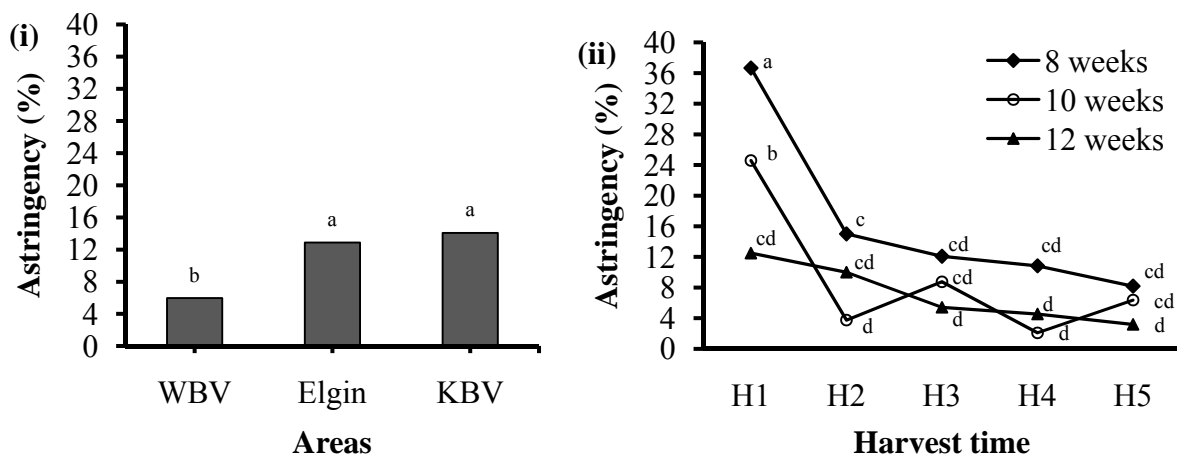 (i)
Astringency (%)
40
36
32
28
24
20
16
12
8
4
0
b
a
a
WBV Elgin KBV
Areas
(ii)
Astringency (%)
40
36
32
28
24
20
16
12
8
4
0
8 weeks
10 weeks
12 weeks
a
b
cd
c
cd
d
cd
cd
d
cd
d
d
cd
cd
d
H1 H2 H3 H4 H5
Harvest time